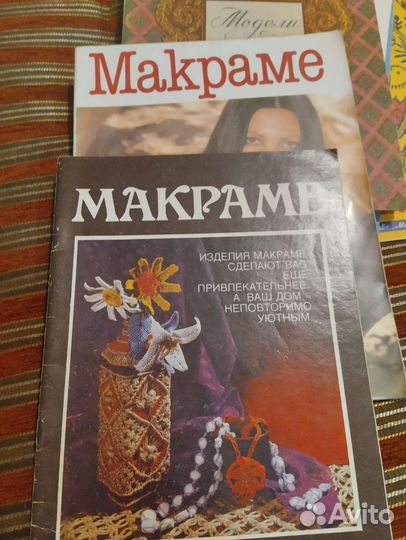 Модели
Макраме
МАКРАМЕ
ИЗДЕЛИЯ МАКРАМЕ
СДЕЛАЮТ ВАС
ЕЩЕ
ПРИВЛЕКАТЕЛЬНЕЕ,
А ВАШ ДОМ
НЕПОВТОРИМО
УЮТНЫМ.
Avito